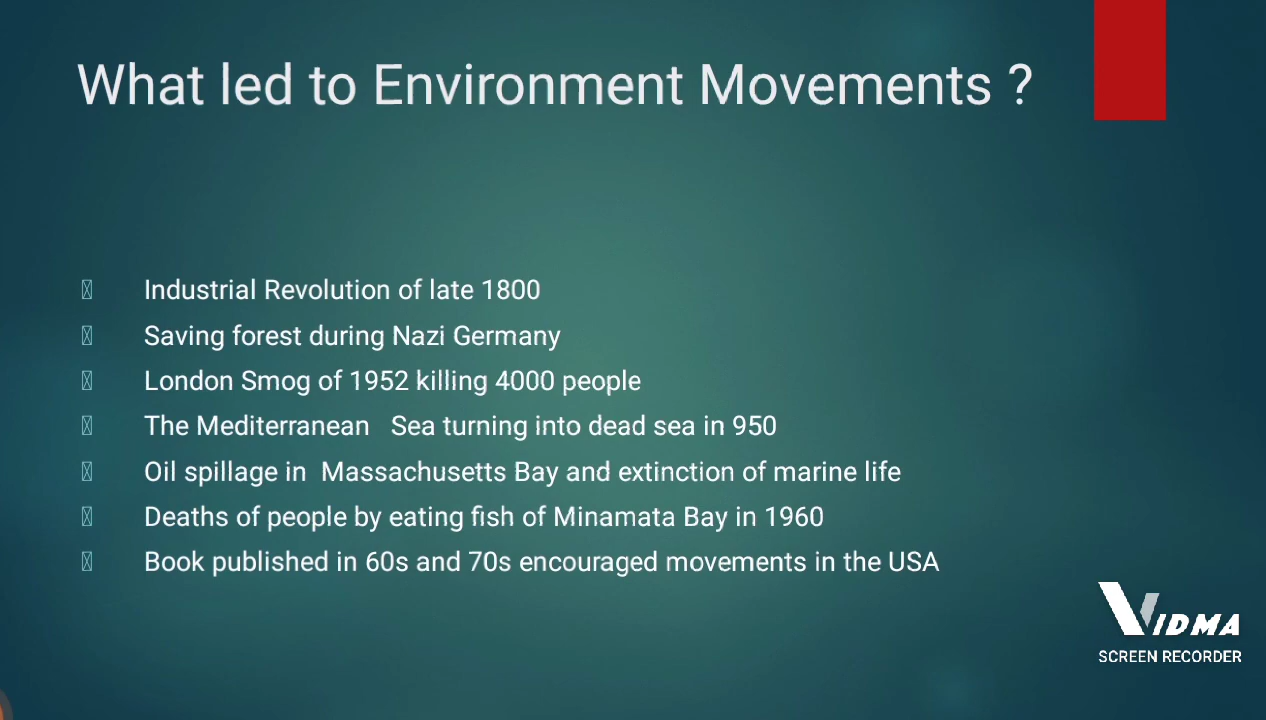 What led to Environment Movements ?
Industrial Revolution of late 1800
Saving forest during Nazi Germany
London Smog of 1952 killing 4000 people
The Mediterranean   Sea turning into dead sea in 950
Oil spillage in  Massachusetts Bay and extinction of marine life
Deaths of people by eating fish of Minamata Bay in 1960
Book published in 60s and 70s encouraged movements in the USA
VIDMA
SCREEN RECORDER